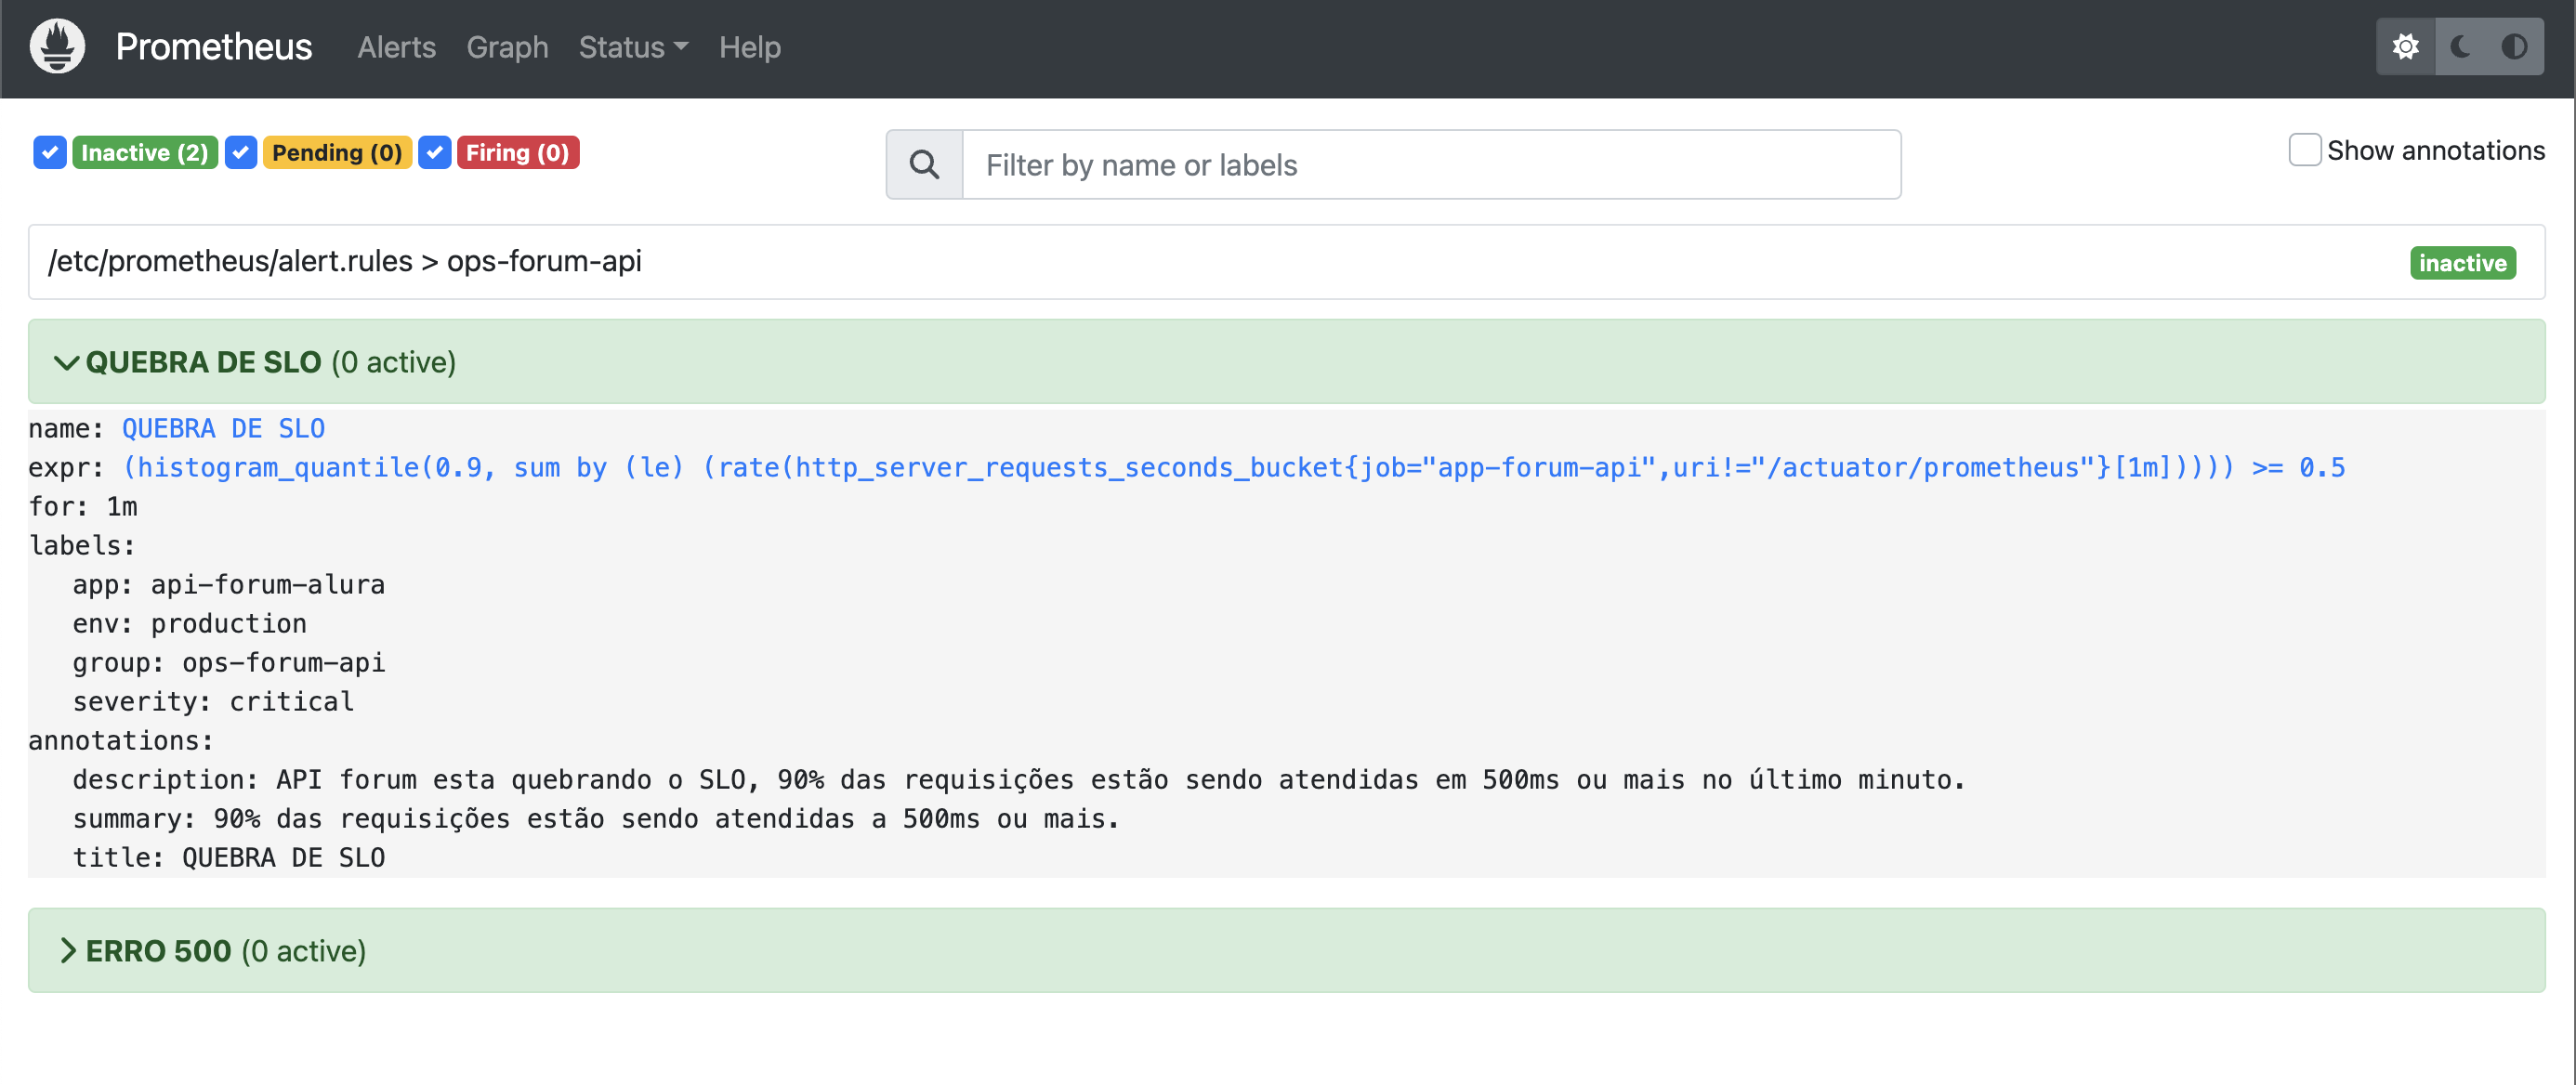 Prometheus Alerts Graph Status Help
Inactive (2) Pending (0) Firing (0) Filter by name or labels Show annotations
/etc/prometheus/alert.rules > ops-forum-api inactive
QUEBRA DE SLO (0 active)
name: QUEBRA DE SLO
expr: (histogram_quantile(0.9, sum by (le) (rate(http_server_requests_seconds_bucket{job="app-forum-api",uri!="/actuator/prometheus"}[1m])))) >= 0.5
for: 1m
labels:
app: api-forum-alura
env: production
group: ops-forum-api
severity: critical
annotations:
description: API forum esta quebrando o SLO, 90% das requisições estão sendo atendidas em 500ms ou mais no último minuto.
summary: 90% das requisições estão sendo atendidas a 500ms ou mais.
title: QUEBRA DE SLO
ERRO 500 (0 active)